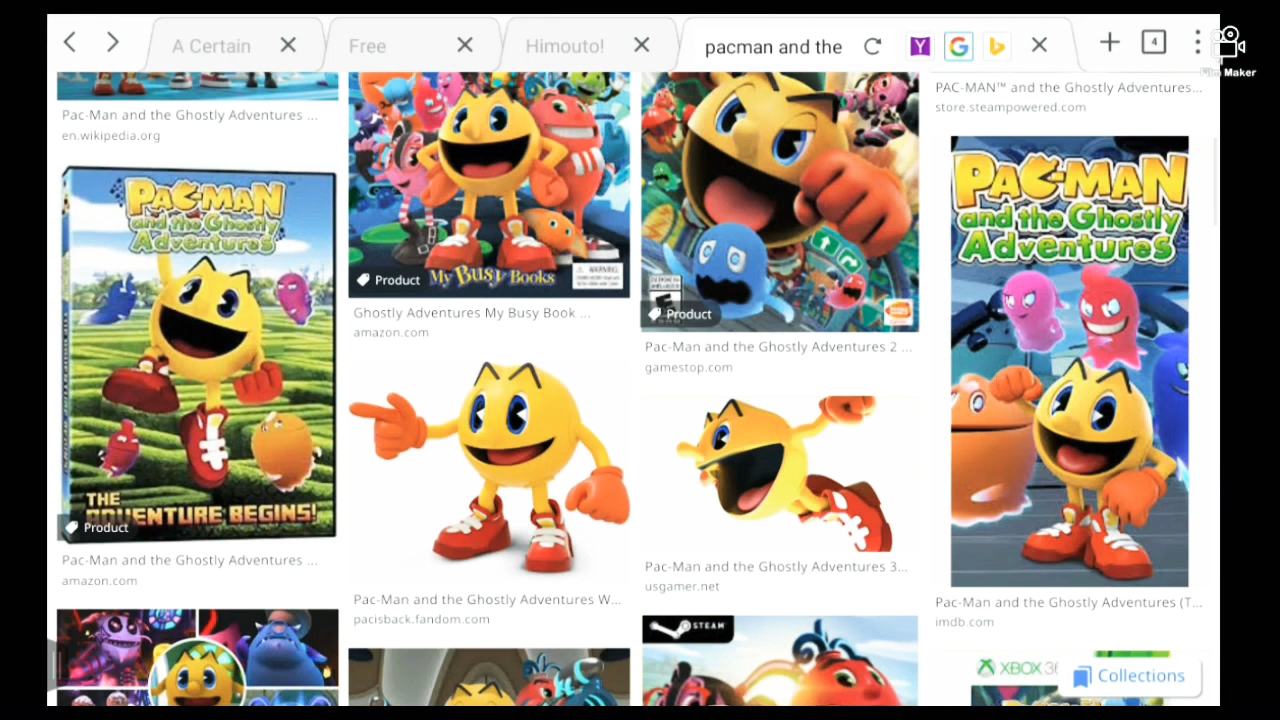 A Certain
Free
Himouto!
pacman and the
4
Film Maker
Pac-Man and the Ghostly Adventures ...
en.wikipedia.org
PAC-MAN
and the Ghostly
Adventures
THE
ADVENTURE BEGINS!
Product
Pac-Man and the Ghostly Adventures ...
amazon.com
Product
My Busy Books
WARNING
Ghostly Adventures My Busy Book ...
amazon.com
Pac-Man and the Ghostly Adventures W...
pacisback.fandom.com
E
Product
Pac-Man and the Ghostly Adventures 2 ...
gamestop.com
Pac-Man and the Ghostly Adventures 3...
usgamer.net
STEAM
PAC-MAN™ and the Ghostly Adventures...
store.steampowered.com
PAC-MAN
and the Ghostly
Adventures
Pac-Man and the Ghostly Adventures (T...
imdb.com
XBOX 36
Collections